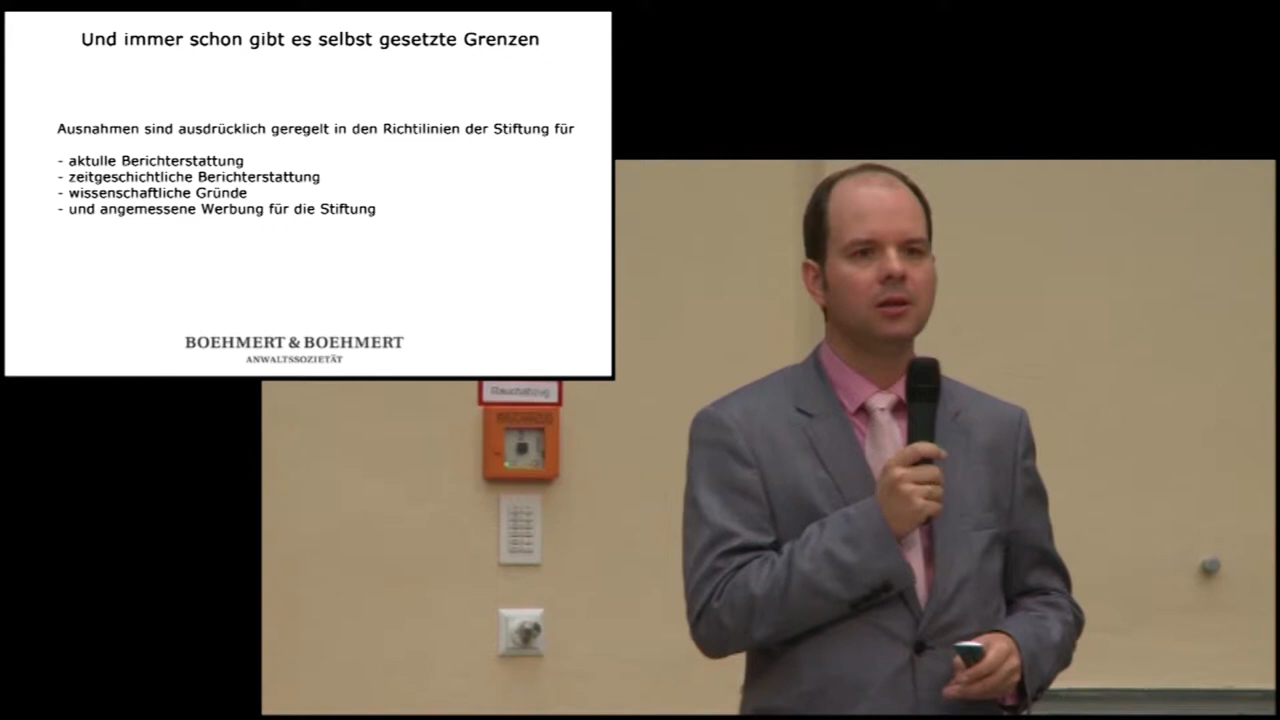 Und immer schon gibt es selbst gesetzte Grenzen
Ausnahmen sind ausdrücklich geregelt in den Richtilinien der Stiftung für
- aktulle Berichterstattung
- zeitgeschichtliche Berichterstattung
- wissenschaftliche Gründe
- und angemessene Werbung für die Stiftung
BOEHMERT & BOEHMERT
ANWALTSSOZIETÄT
Rauchabzug